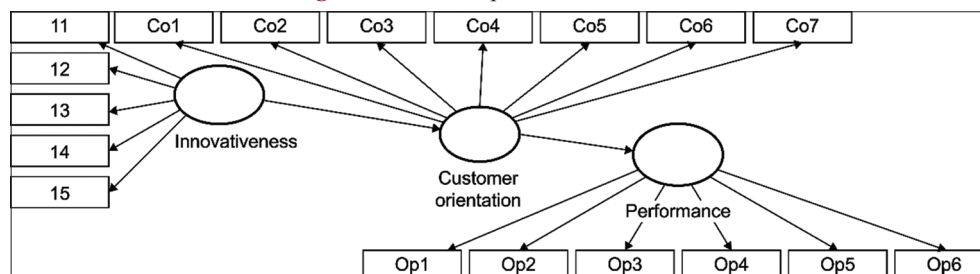 11 Co1 Co2 Co3 Co4 Co5 Co6 Co7
12
13
14
15
Innovativeness
Customer
orientation
Performance
Op1 Op2 Op3 Op4 Op5 Op6